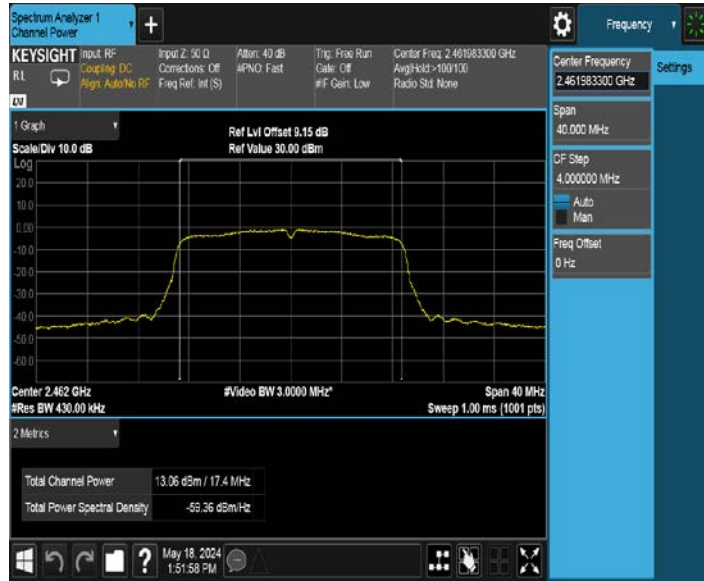 Spectrum Analyzer 1
Channel Power
Frequency
KEYSIGHT
RL
Input: RF
Coupling: DC
Align: Auto/No RF
Input Z: 50 Ω
Corrections: Off
Freq Ref: Int (S)
Atten: 40 dB
#PNO: Fast
Trig: Free Run
Gate: Off
#IF Gain: Low
Center Freq: 2.461983300 GHz
Avg|Hold:>100/100
Radio Std: None
Center Frequency
2.461983300 GHz
Settings
Span
40.000 MHz
CF Step
4.000000 MHz
Auto
Man
Freq Offset
0 Hz
1 Graph
Scale/Div 10.0 dB
Ref Lvl Offset 9.15 dB
Ref Value 30.00 dBm
Log
20.0
10.0
0.00
-10.0
-20.0
-30.0
-40.0
-50.0
-60.0
Center 2.462 GHz
#Res BW 430.00 kHz
#Video BW 3.0000 MHz*
Span 40 MHz
Sweep 1.00 ms (1001 pts)
2 Metrics
Total Channel Power 13.06 dBm / 17.4 MHz
Total Power Spectral Density -59.36 dBm/Hz
May 18, 2024
1:51:58 PM